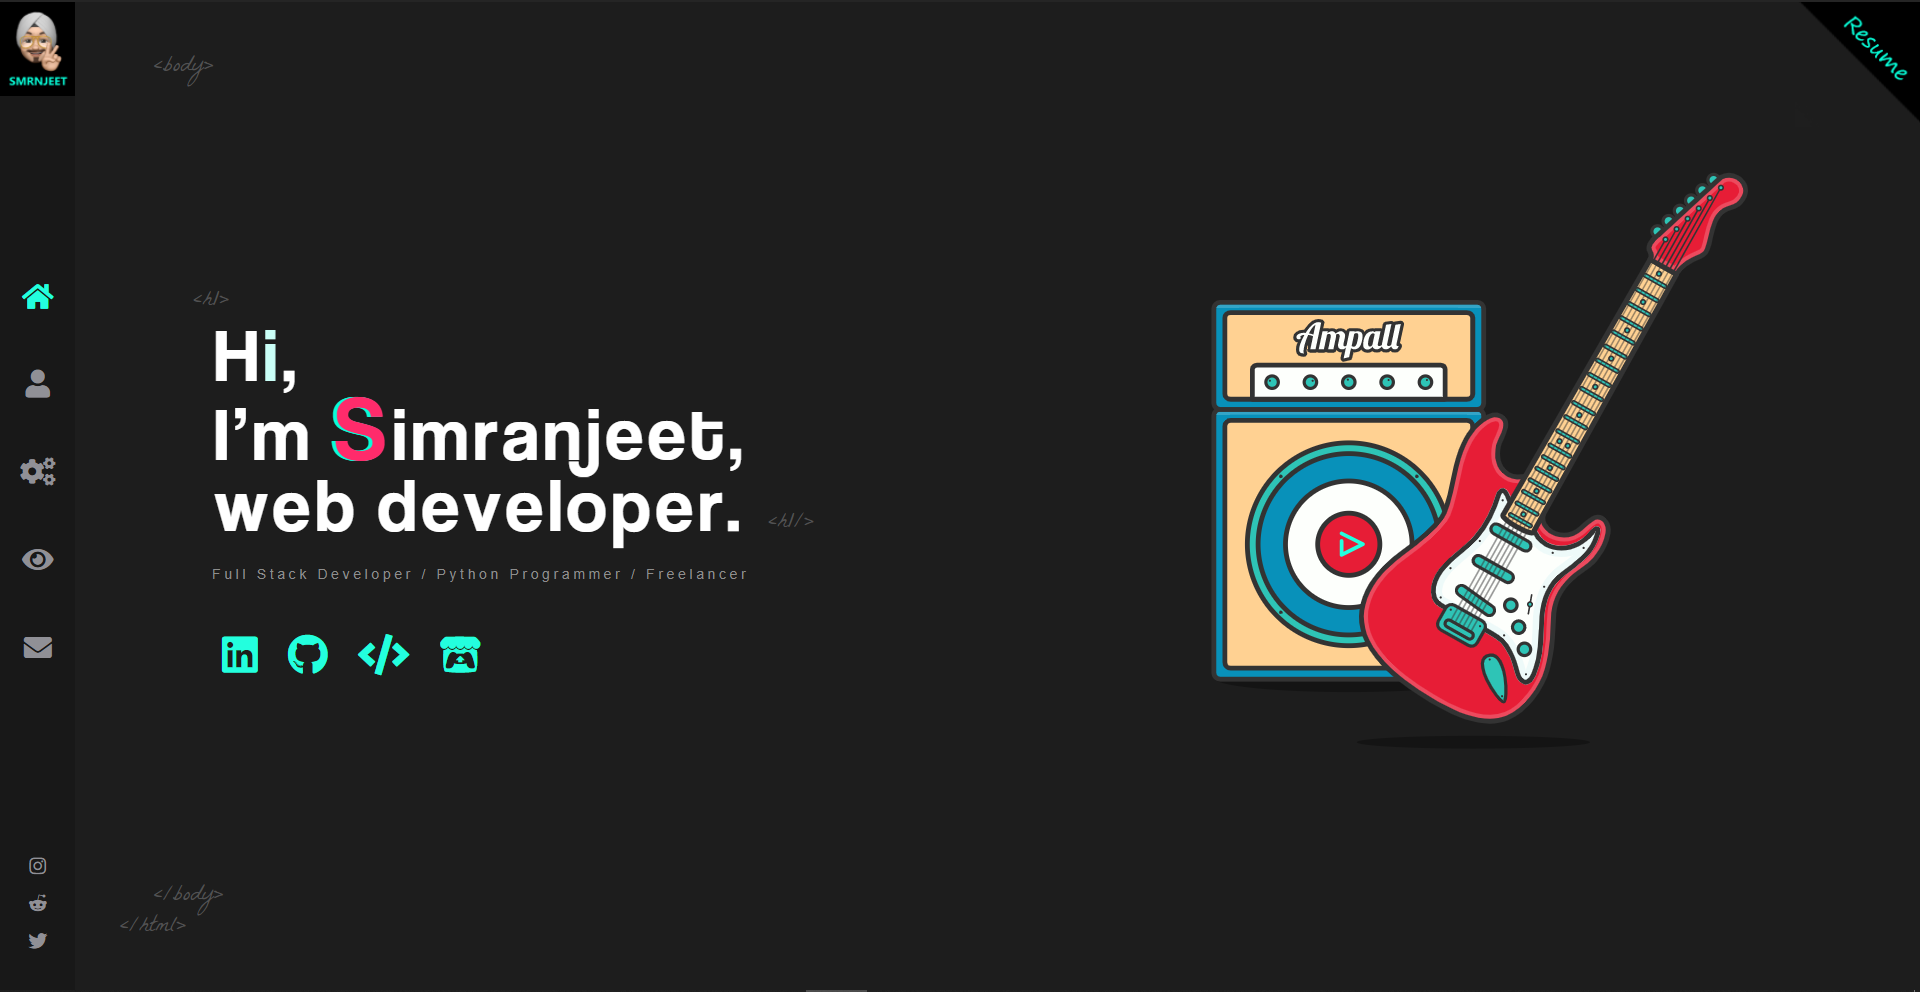 SMRNJEET
Resume
<body>
<h1>
Hi,
I'm Simranjeet,
web developer.
<h1/>
Full Stack Developer / Python Programmer / Freelancer
Ampall
</body>
</html>